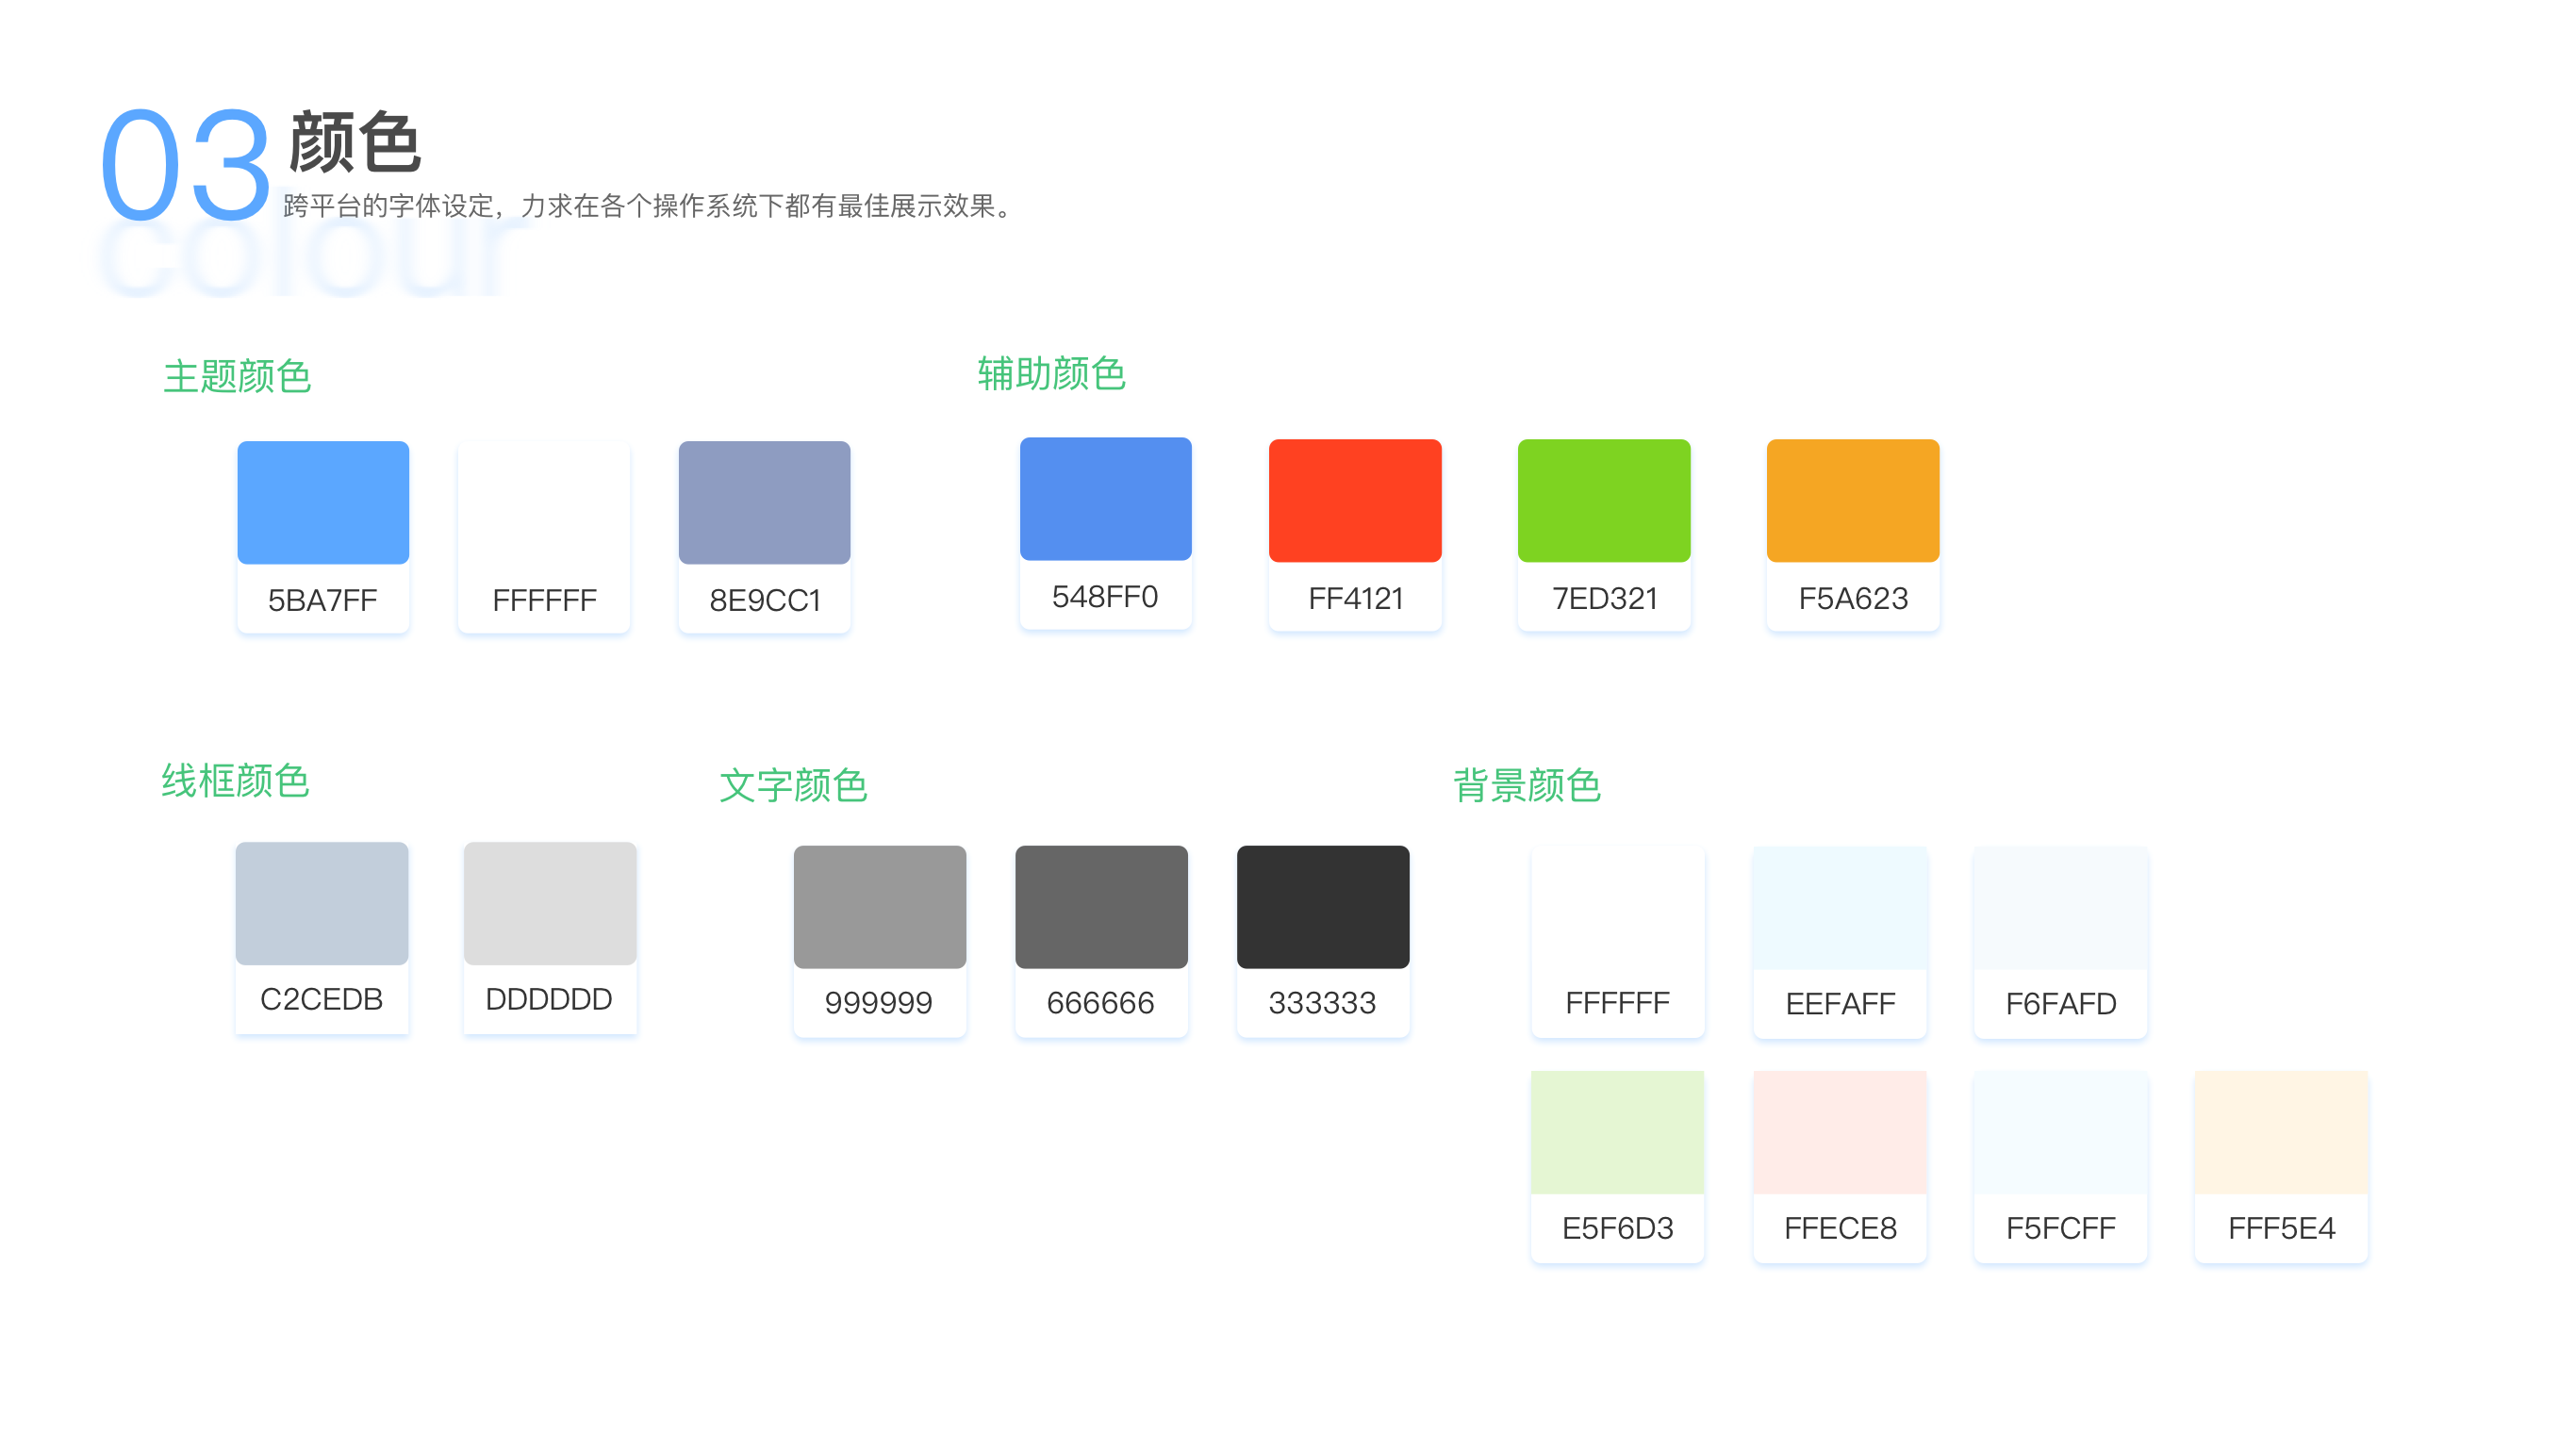 03
颜色
跨平台的字体设定，力求在各个操作系统下都有最佳展示效果。
colour
主题颜色
5BA7FF
FFFFFF
8E9CC1
辅助颜色
548FF0
FF4121
7ED321
F5A623
线框颜色
C2CEDB
DDDDDD
文字颜色
999999
666666
333333
背景颜色
FFFFFF
EEFAFF
F6FAFD
E5F6D3
FFECE8
F5FCFF
FFF5E4